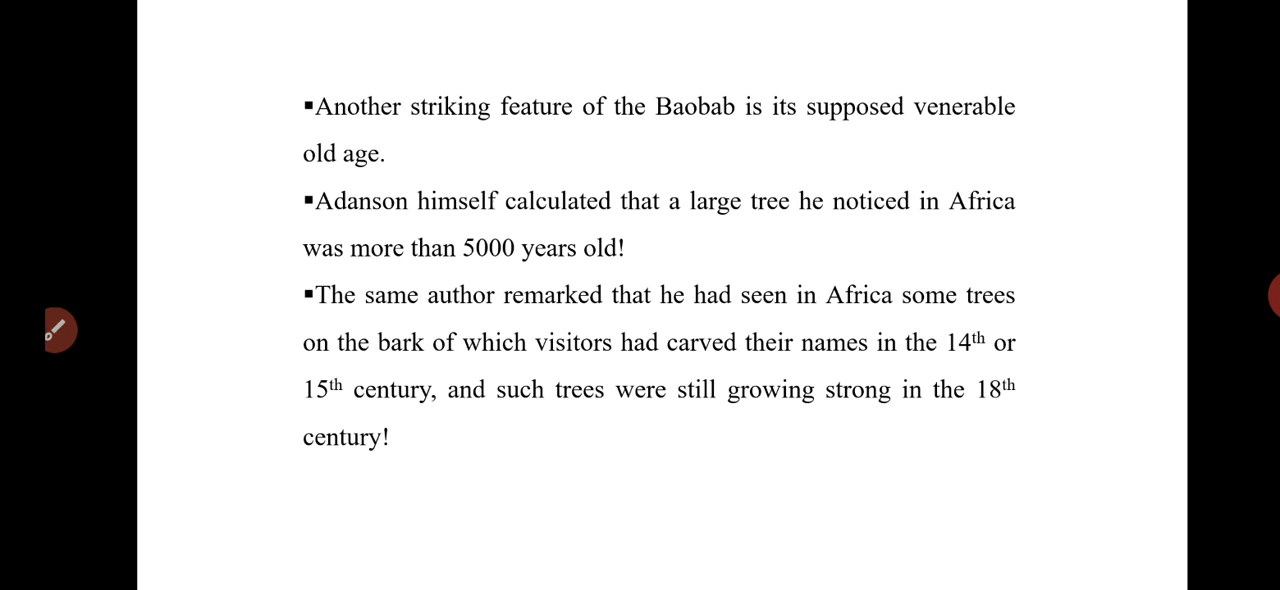 ▪Another striking feature of the Baobab is its supposed venerable
old age.
▪Adanson himself calculated that a large tree he noticed in Africa
was more than 5000 years old!
▪The same author remarked that he had seen in Africa some trees
on the bark of which visitors had carved their names in the 14th or
15th century, and such trees were still growing strong in the 18th
century!